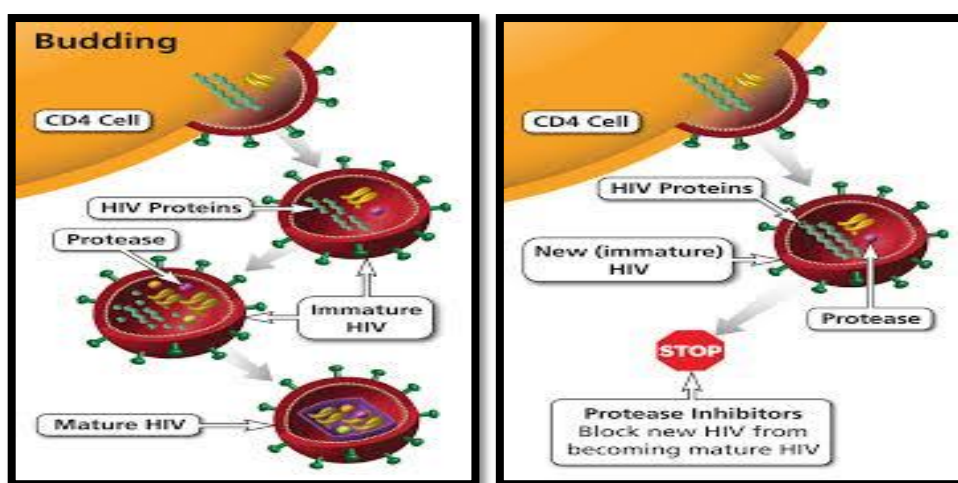 Budding
CD4 Cell
HIV Proteins
Protease
Immature
HIV
Mature HIV
CD4 Cell
HIV Proteins
New (immature)
HIV
Protease
STOP
Protease Inhibitors
Block new HIV from
becoming mature HIV